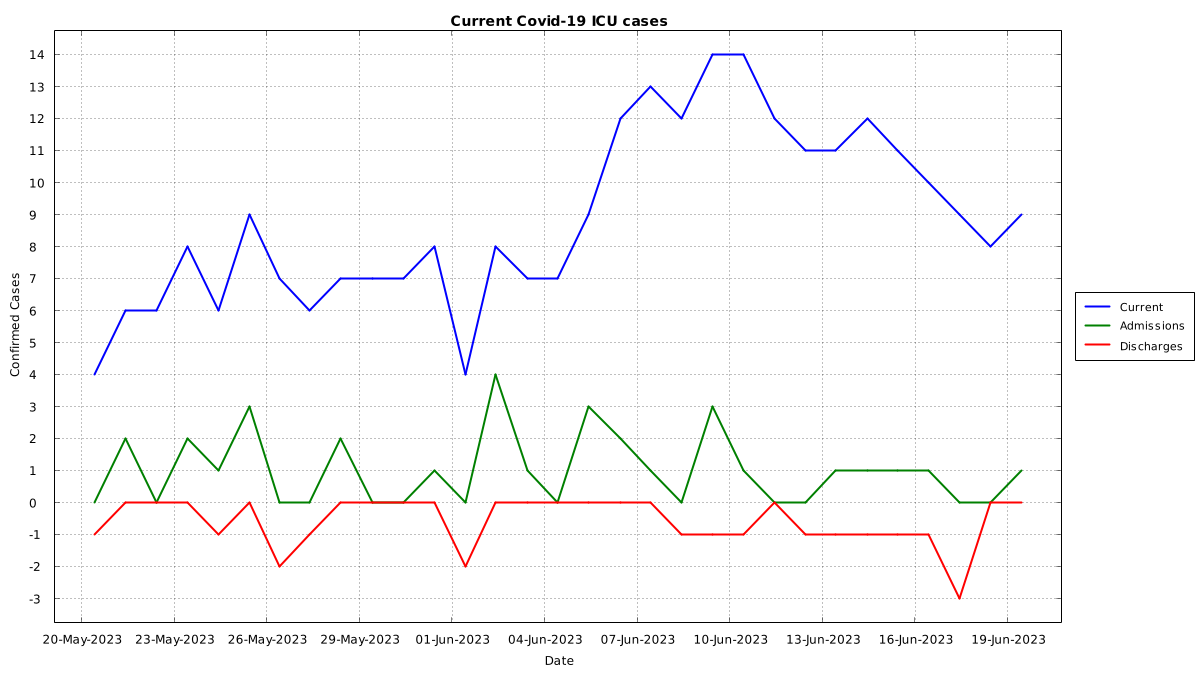 Current Covid-19 ICU cases
14
13
12
11
10
9
8
7
6
5
4
3
2
1
0
-1
-2
-3
Confirmed Cases
20-May-2023 23-May-2023 26-May-2023 29-May-2023 01-Jun-2023 04-Jun-2023 07-Jun-2023 10-Jun-2023 13-Jun-2023 16-Jun-2023 19-Jun-2023
Date
Current
Admissions
Discharges